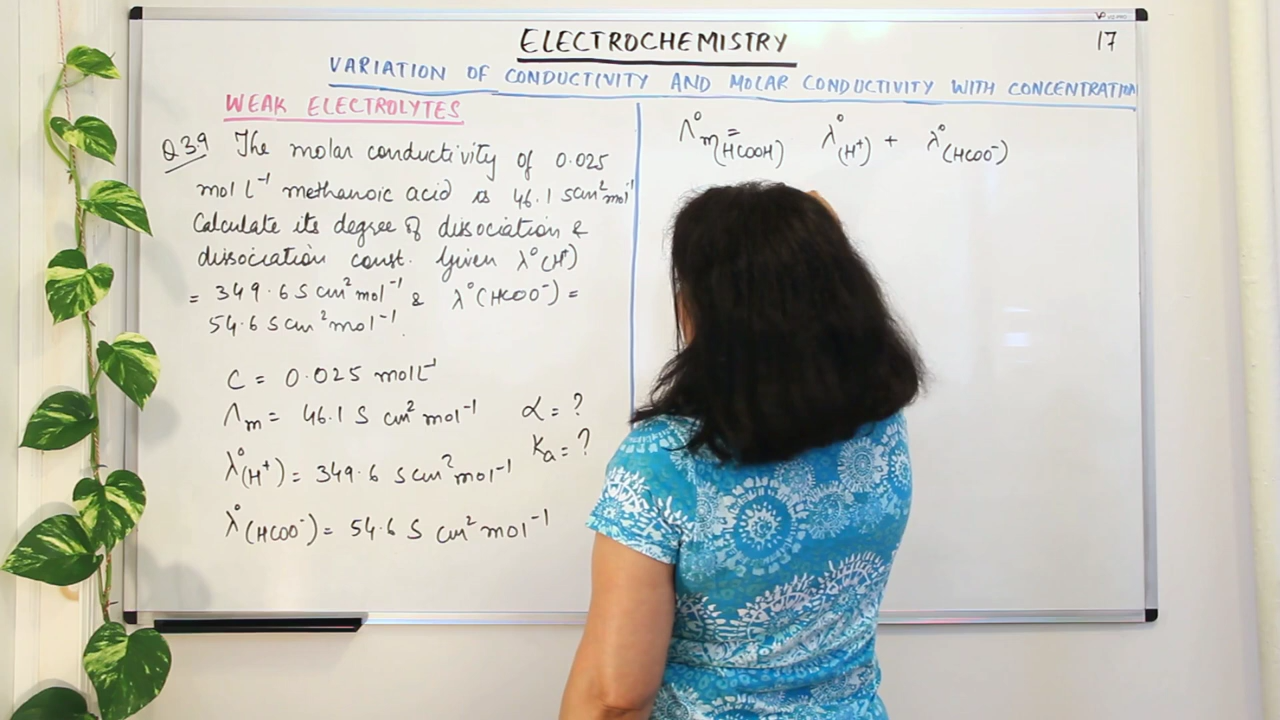 ELECTROCHEMISTRY
17
VARIATION OF CONDUCTIVITY AND MOLAR CONDUCTIVITY WITH CONCENTRATION
WEAK ELECTROLYTES
Q39 The molar conductivity of 0.025
mol L⁻¹ methanoic acid is 46.1 S cm² mol⁻¹
Calculate its degree of dissociation &
dissociation const. Given λ°(H⁺)
= 349.6 S cm² mol⁻¹ & λ°(HCOO⁻) =
54.6 S cm² mol⁻¹.
C = 0.025 mol L⁻¹
Λm = 46.1 S cm² mol⁻¹ α = ?
Ka = ?
λ°(H⁺) = 349.6 S cm² mol⁻¹
λ°(HCOO⁻) = 54.6 S cm² mol⁻¹
Λ°m(HCOOH) = λ°(H⁺) + λ°(HCOO⁻)